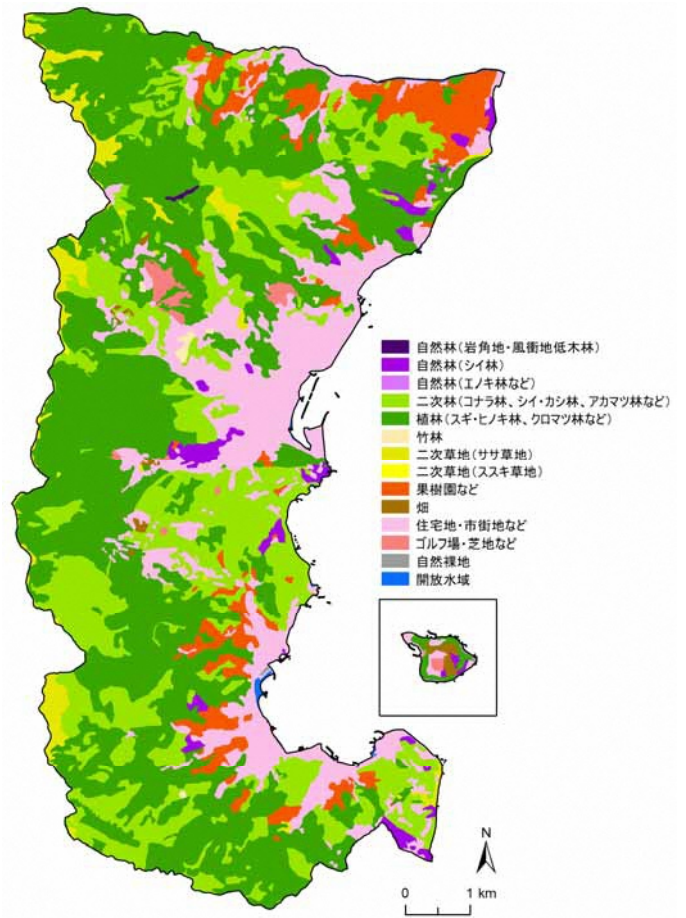 自然林(岩角地・風衝地低木林)
自然林(シイ林)
自然林(エノキ林など)
二次林(コナラ林、シイ・カシ林、アカマツ林など)
植林(スギ・ヒノキ林、クロマツ林など)
竹林
二次草地(ササ草地)
二次草地(ススキ草地)
果樹園など
畑
住宅地・市街地など
ゴルフ場・芝地など
自然裸地
開放水域
N
0 1 km